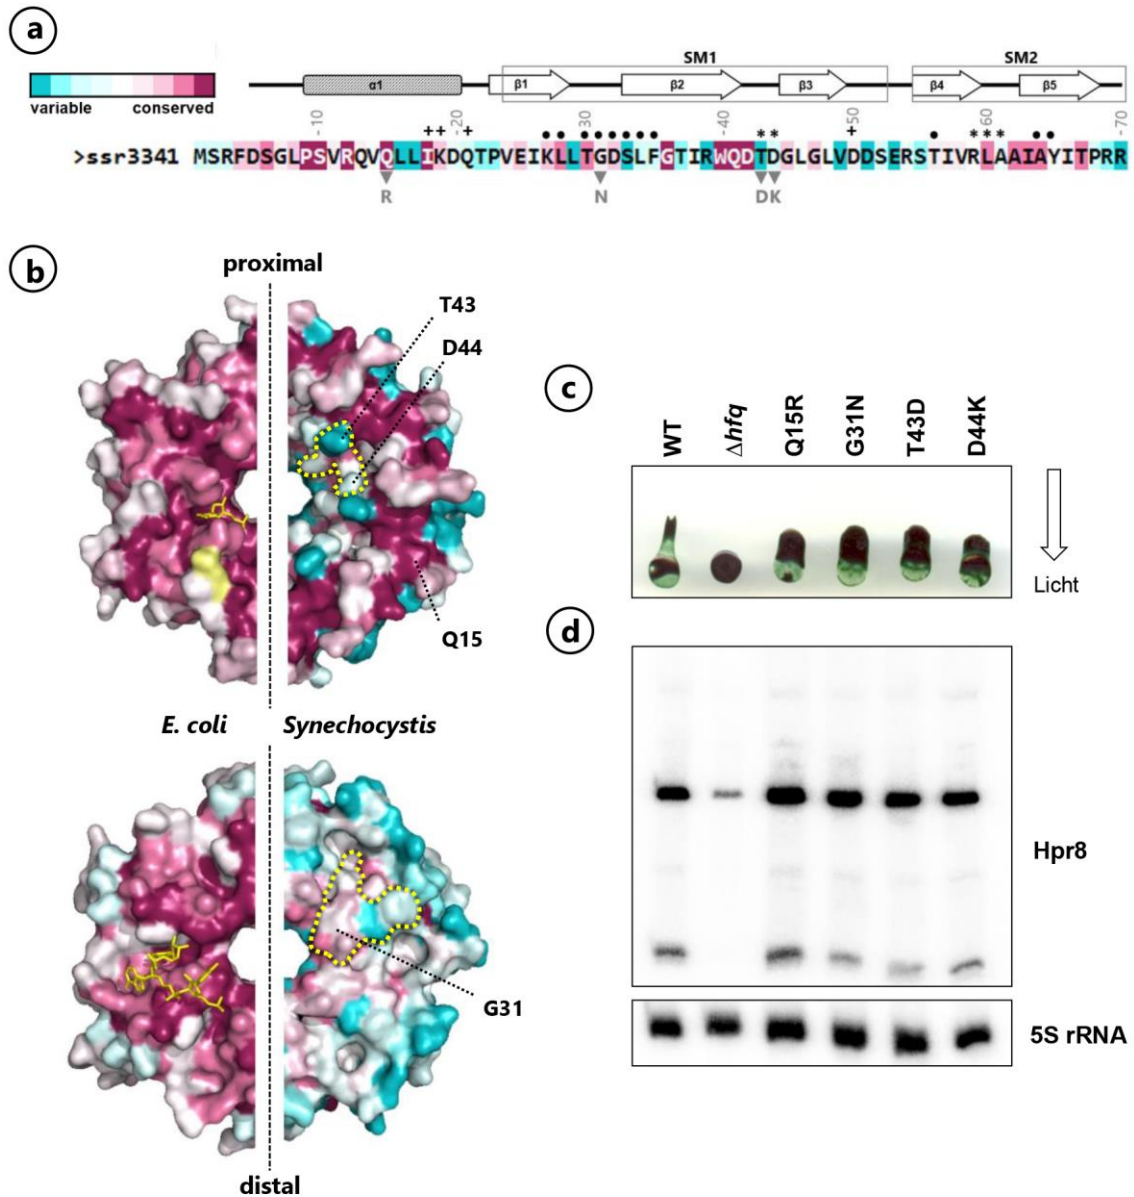 a
SM1
SM2
α1
β1
β2
β3
β4
β5
variable
conserved
- 10
- 20
- 30
- 40
- 50
- 60
- 70
++ +
** + ***
>ssr3341 MSRFDSGLPSVRQVQLLIKDQTPVEIKLLTGDSLFGTIRWQDTDGLGLVDDSERSTIVRLAAIAYITPRR
R
N
DK
b
proximal
T43
D44
Q15
E. coli
Synechocystis
G31
distal
c
WT
Δhfq
Q15R
G31N
T43D
D44K
Licht
d
Hpr8
5S rRNA